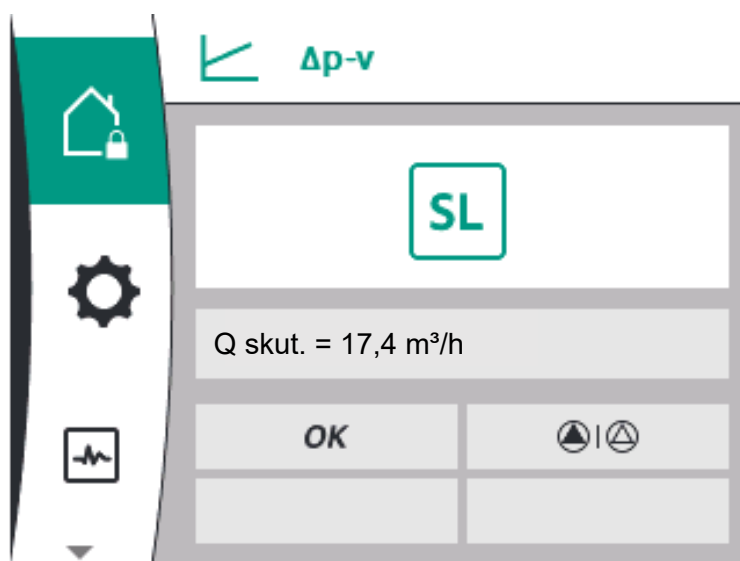 Δp-v
SL
Q skut. = 17,4 m³/h
OK